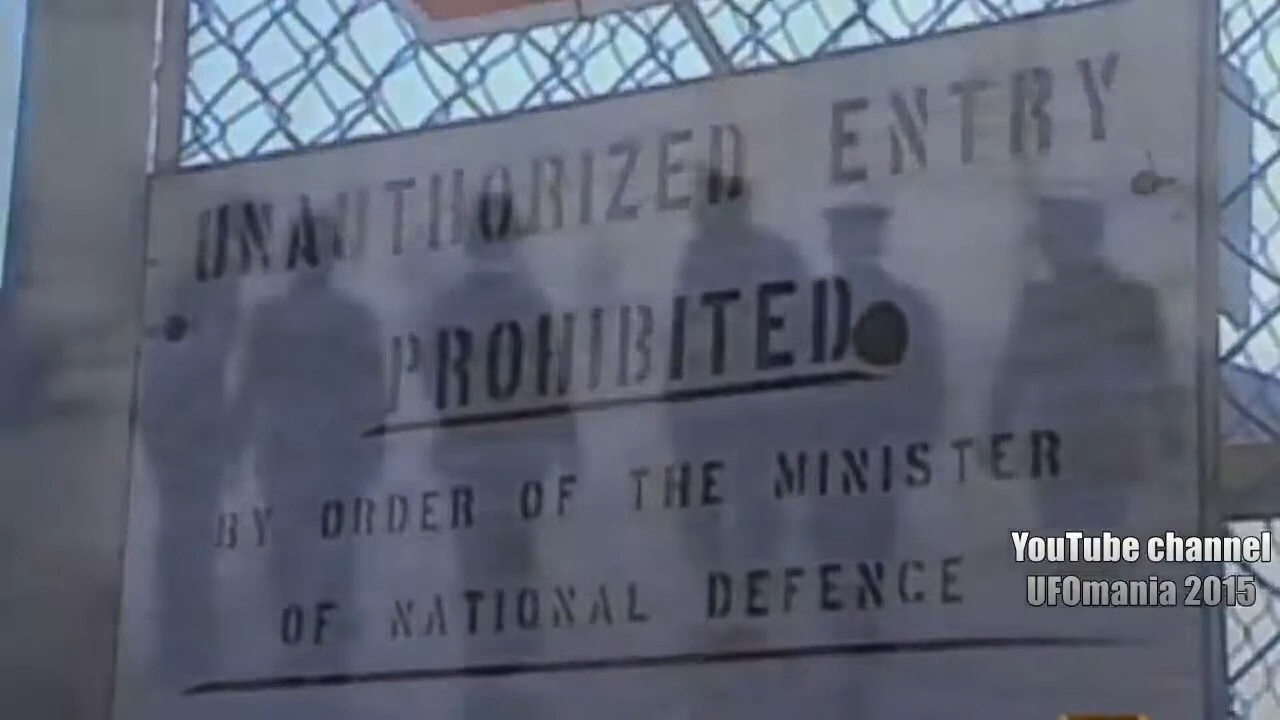 UNAUTHORIZED ENTRY
PROHIBITED
BY ORDER OF THE MINISTER
OF NATIONAL DEFENCE
YouTube channel
UFOmania 2015